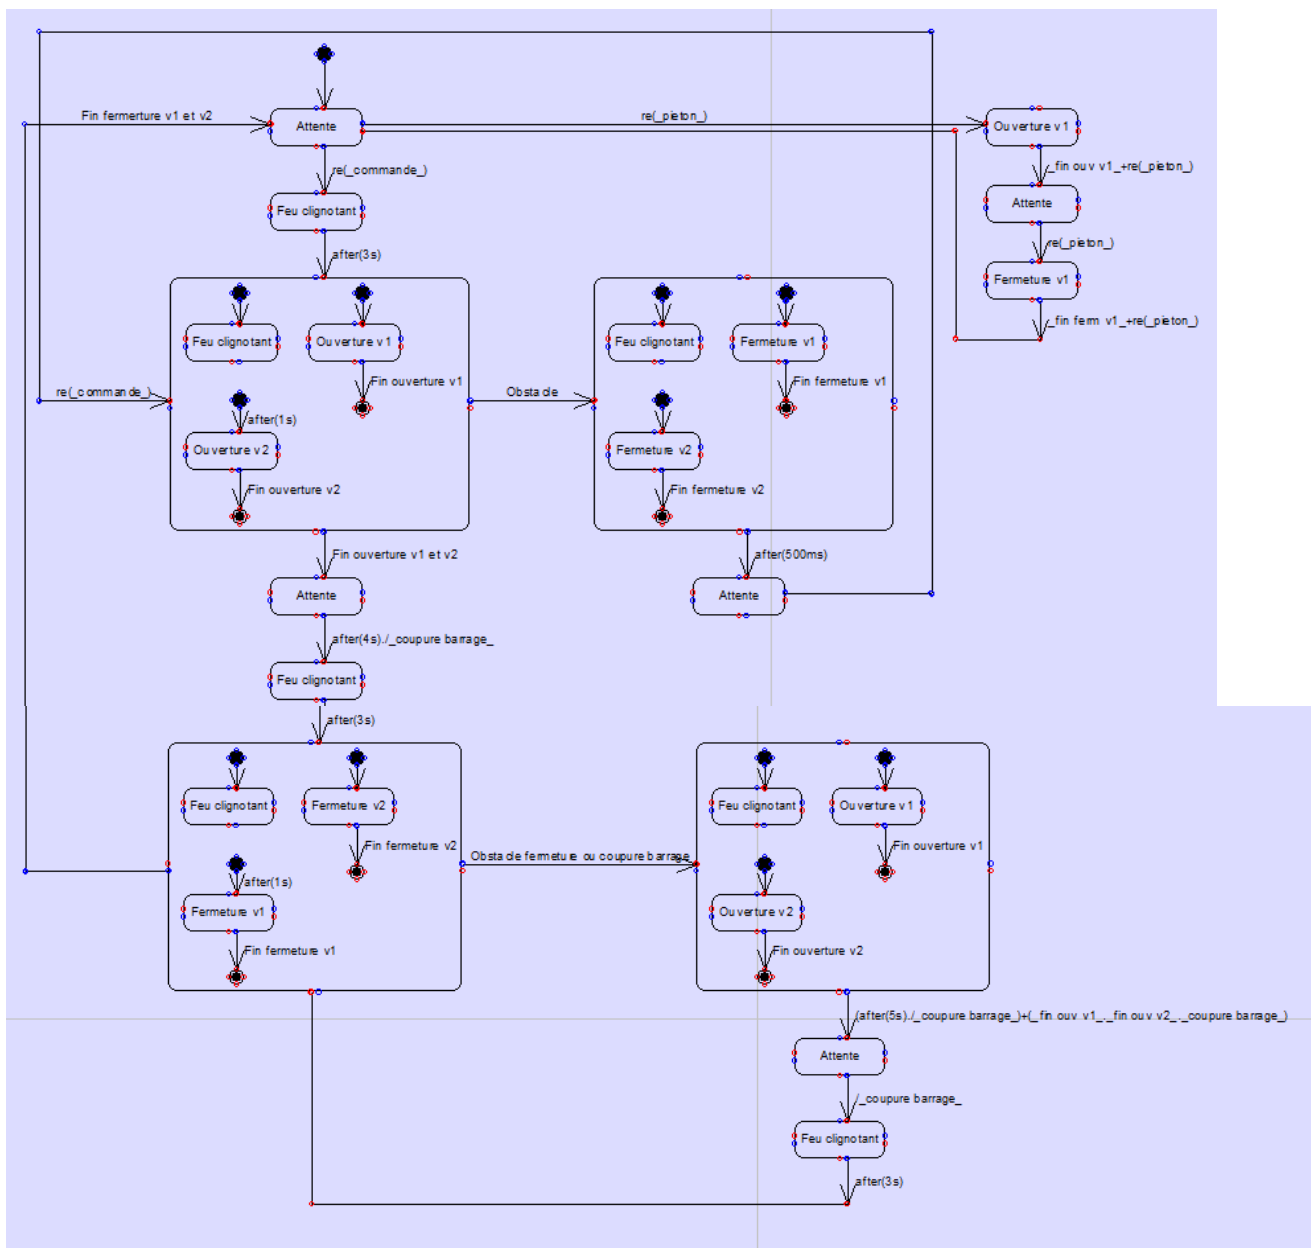 Fin fermerture v1 et v2
Attente
re(_pieton_)
Ouverture v1
re(_commande_)
_fin ouv v1_+re(_pieton_)
Feu clignotant
Attente
after(3s)
re(_pieton_)
Fermeture v1
_fin ferm v1_+re(_pieton_)
Feu clignotant
Ouverture v1
Feu clignotant
Fermeture v1
re(_commande_)
Fin ouverture v1
Obstacle
Fin fermeture v1
after(1s)
Ouverture v2
Fermeture v2
Fin ouverture v2
Fin fermeture v2
Fin ouverture v1 et v2
after(500ms)
Attente
Attente
after(4s)./_coupure barrage_
Feu clignotant
after(3s)
Feu clignotant
Fermeture v2
Feu clignotant
Ouverture v1
Fin fermeture v2
Obstacle fermeture ou coupure barrage
Fin ouverture v1
after(1s)
Fermeture v1
Ouverture v2
Fin fermeture v1
Fin ouverture v2
(after(5s)./_coupure barrage_)+(_fin ouv v1_._fin ouv v2_._coupure barrage_)
Attente
/_coupure barrage_
Feu clignotant
after(3s)